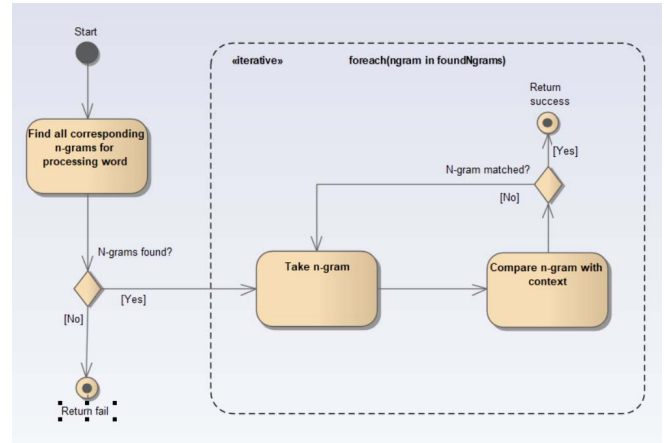 Start
«iterative» foreach(ngram in foundNgrams)
Return
success
Find all corresponding
n-grams for
processing word
[Yes]
N-gram matched?
[No]
N-grams found?
Take n-gram
Compare n-gram with
context
[Yes]
[No]
Return fail